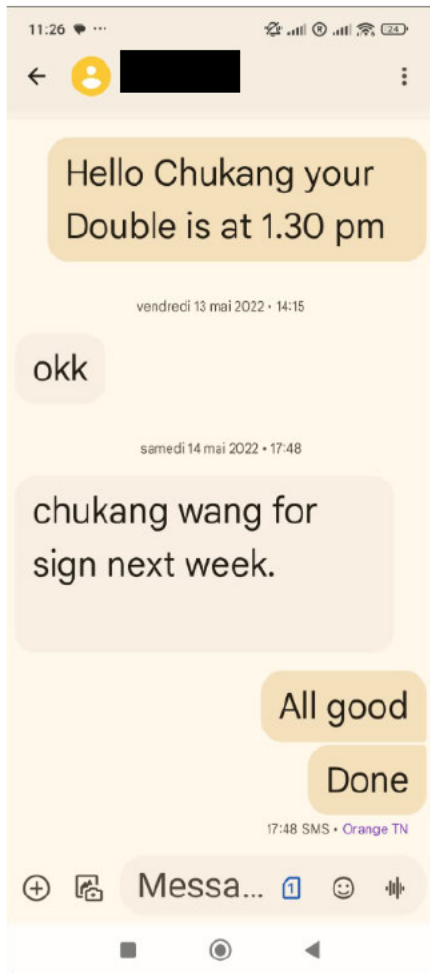 11:26
24
Hello Chukang your
Double is at 1.30 pm
vendredi 13 mai 2022 • 14:15
okk
samedi 14 mai 2022 • 17:48
chukang wang for
sign next week.
All good
Done
17:48 SMS • Orange TN
Messa...
1